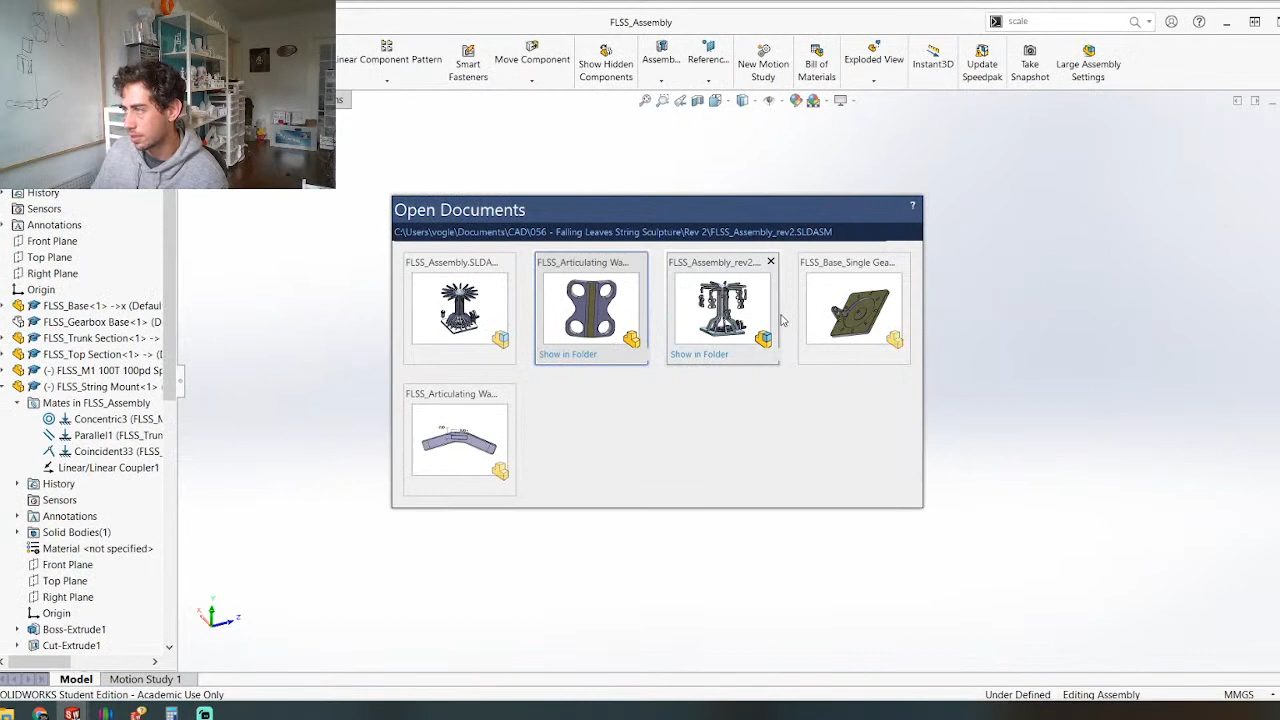 FLSS_Assembly
scale
Linear Component Pattern
Smart Fasteners
Move Component
Show Hidden Components
Assemb...
Referenc...
New Motion Study
Bill of Materials
Exploded View
Instant3D
Update Speedpak
Take Snapshot
Large Assembly Settings
Open Documents
?
C:\Users\vogle\Documents\CAD\056 - Falling Leaves String Sculpture\Rev 2\FLSS_Assembly_rev2.SLDASM
FLSS_Assembly.SLDA...
FLSS_Articulating Wa...
FLSS_Assembly_rev2....
FLSS_Base_Single Gea...
Show in Folder
Show in Folder
FLSS_Articulating Wa...
History
Sensors
Annotations
Front Plane
Top Plane
Right Plane
Origin
FLSS_Base<1> ->x (Defaul
FLSS_Gearbox Base<1> (D
FLSS_Trunk Section<1> ->
FLSS_Top Section<1> -> (
(-) FLSS_M1 100T 100pd Sp
(-) FLSS_String Mount<1>
Mates in FLSS_Assembly
Concentric3 (FLSS_M
Parallel1 (FLSS_Trun
Coincident33 (FLSS_
Linear/Linear Coupler1
History
Sensors
Annotations
Solid Bodies(1)
Material <not specified>
Front Plane
Top Plane
Right Plane
Origin
Boss-Extrude1
Cut-Extrude1
Y
X
Z
Model
Motion Study 1
SOLIDWORKS Student Edition - Academic Use Only
Under Defined
Editing Assembly
MMGS